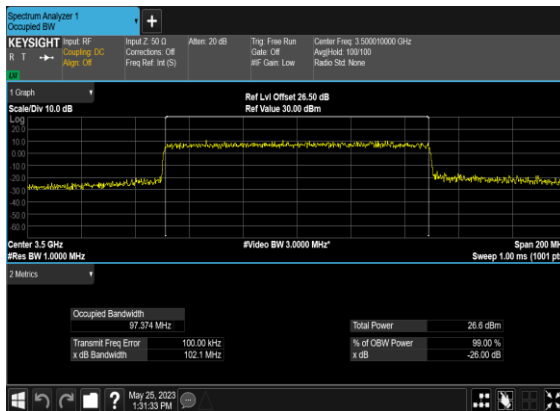 Spectrum Analyzer 1
Occupied BW
+
KEYSIGHT Input: RF Input Z: 50 Ω Atten: 20 dB Trig: Free Run Center Freq: 3.500010000 GHz
R T Coupling: DC Corrections: Off Gate: Off Avg|Hold: 100/100
Align: Off Freq Ref: Int (S) #IF Gain: Low Radio Std: None
1 Graph
Ref Lvl Offset 26.50 dB
Scale/Div 10.0 dB Ref Value 30.00 dBm
Log
20.0
10.0
0.00
-10.0
-20.0
-30.0
-40.0
-50.0
-60.0
Center 3.5 GHz #Video BW 3.0000 MHz* Span 200 MH
#Res BW 1.0000 MHz Sweep 1.00 ms (1001 pt
2 Metrics
Occupied Bandwidth
97.374 MHz Total Power 26.6 dBm
Transmit Freq Error 100.00 kHz % of OBW Power 99.00 %
x dB Bandwidth 102.1 MHz x dB -26.00 dB
? May 25, 2023
1:31:33 PM